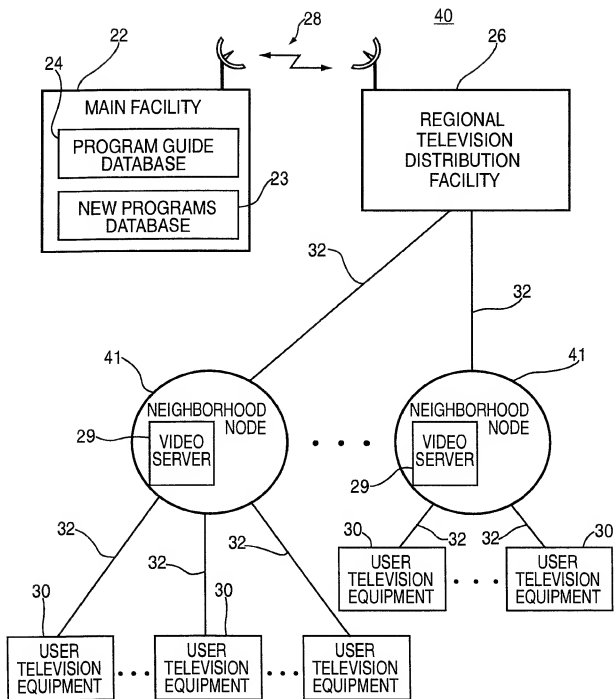 28
40
22
26
24
MAIN FACILITY
PROGRAM GUIDE
DATABASE
23
NEW PROGRAMS
DATABASE
REGIONAL
TELEVISION
DISTRIBUTION
FACILITY
32
32
41
41
NEIGHBORHOOD
NODE
29
VIDEO
SERVER
• • •
NEIGHBORHOOD
NODE
VIDEO
SERVER
29
32
32
32
30
32
32
30
USER
TELEVISION
EQUIPMENT
• • •
USER
TELEVISION
EQUIPMENT
30
30
USER
TELEVISION
EQUIPMENT
• • •
USER
TELEVISION
EQUIPMENT
• • •
USER
TELEVISION
EQUIPMENT